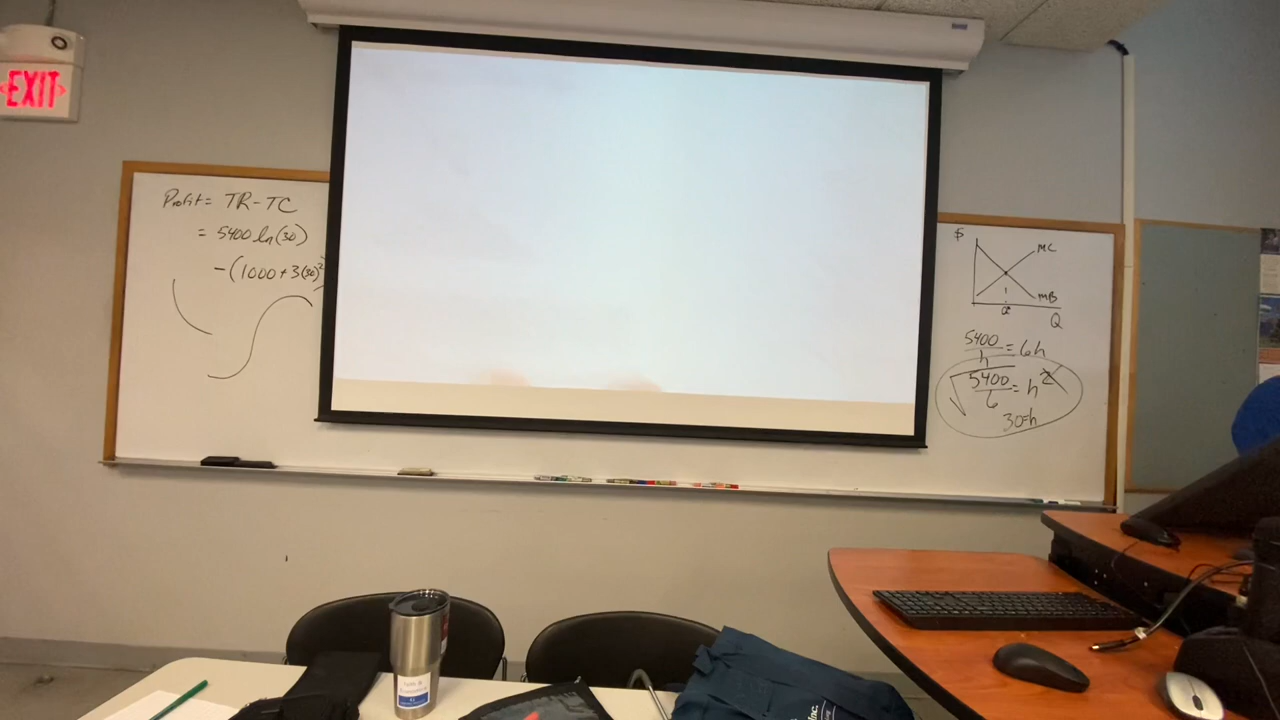 EXIT
Profit = TR - TC
= 5400 ln(30)
- (1000 + 3(30)²
$
MC
MB
Q
5400/h = 6h
√5400/6 = h²
30=h
Inc.